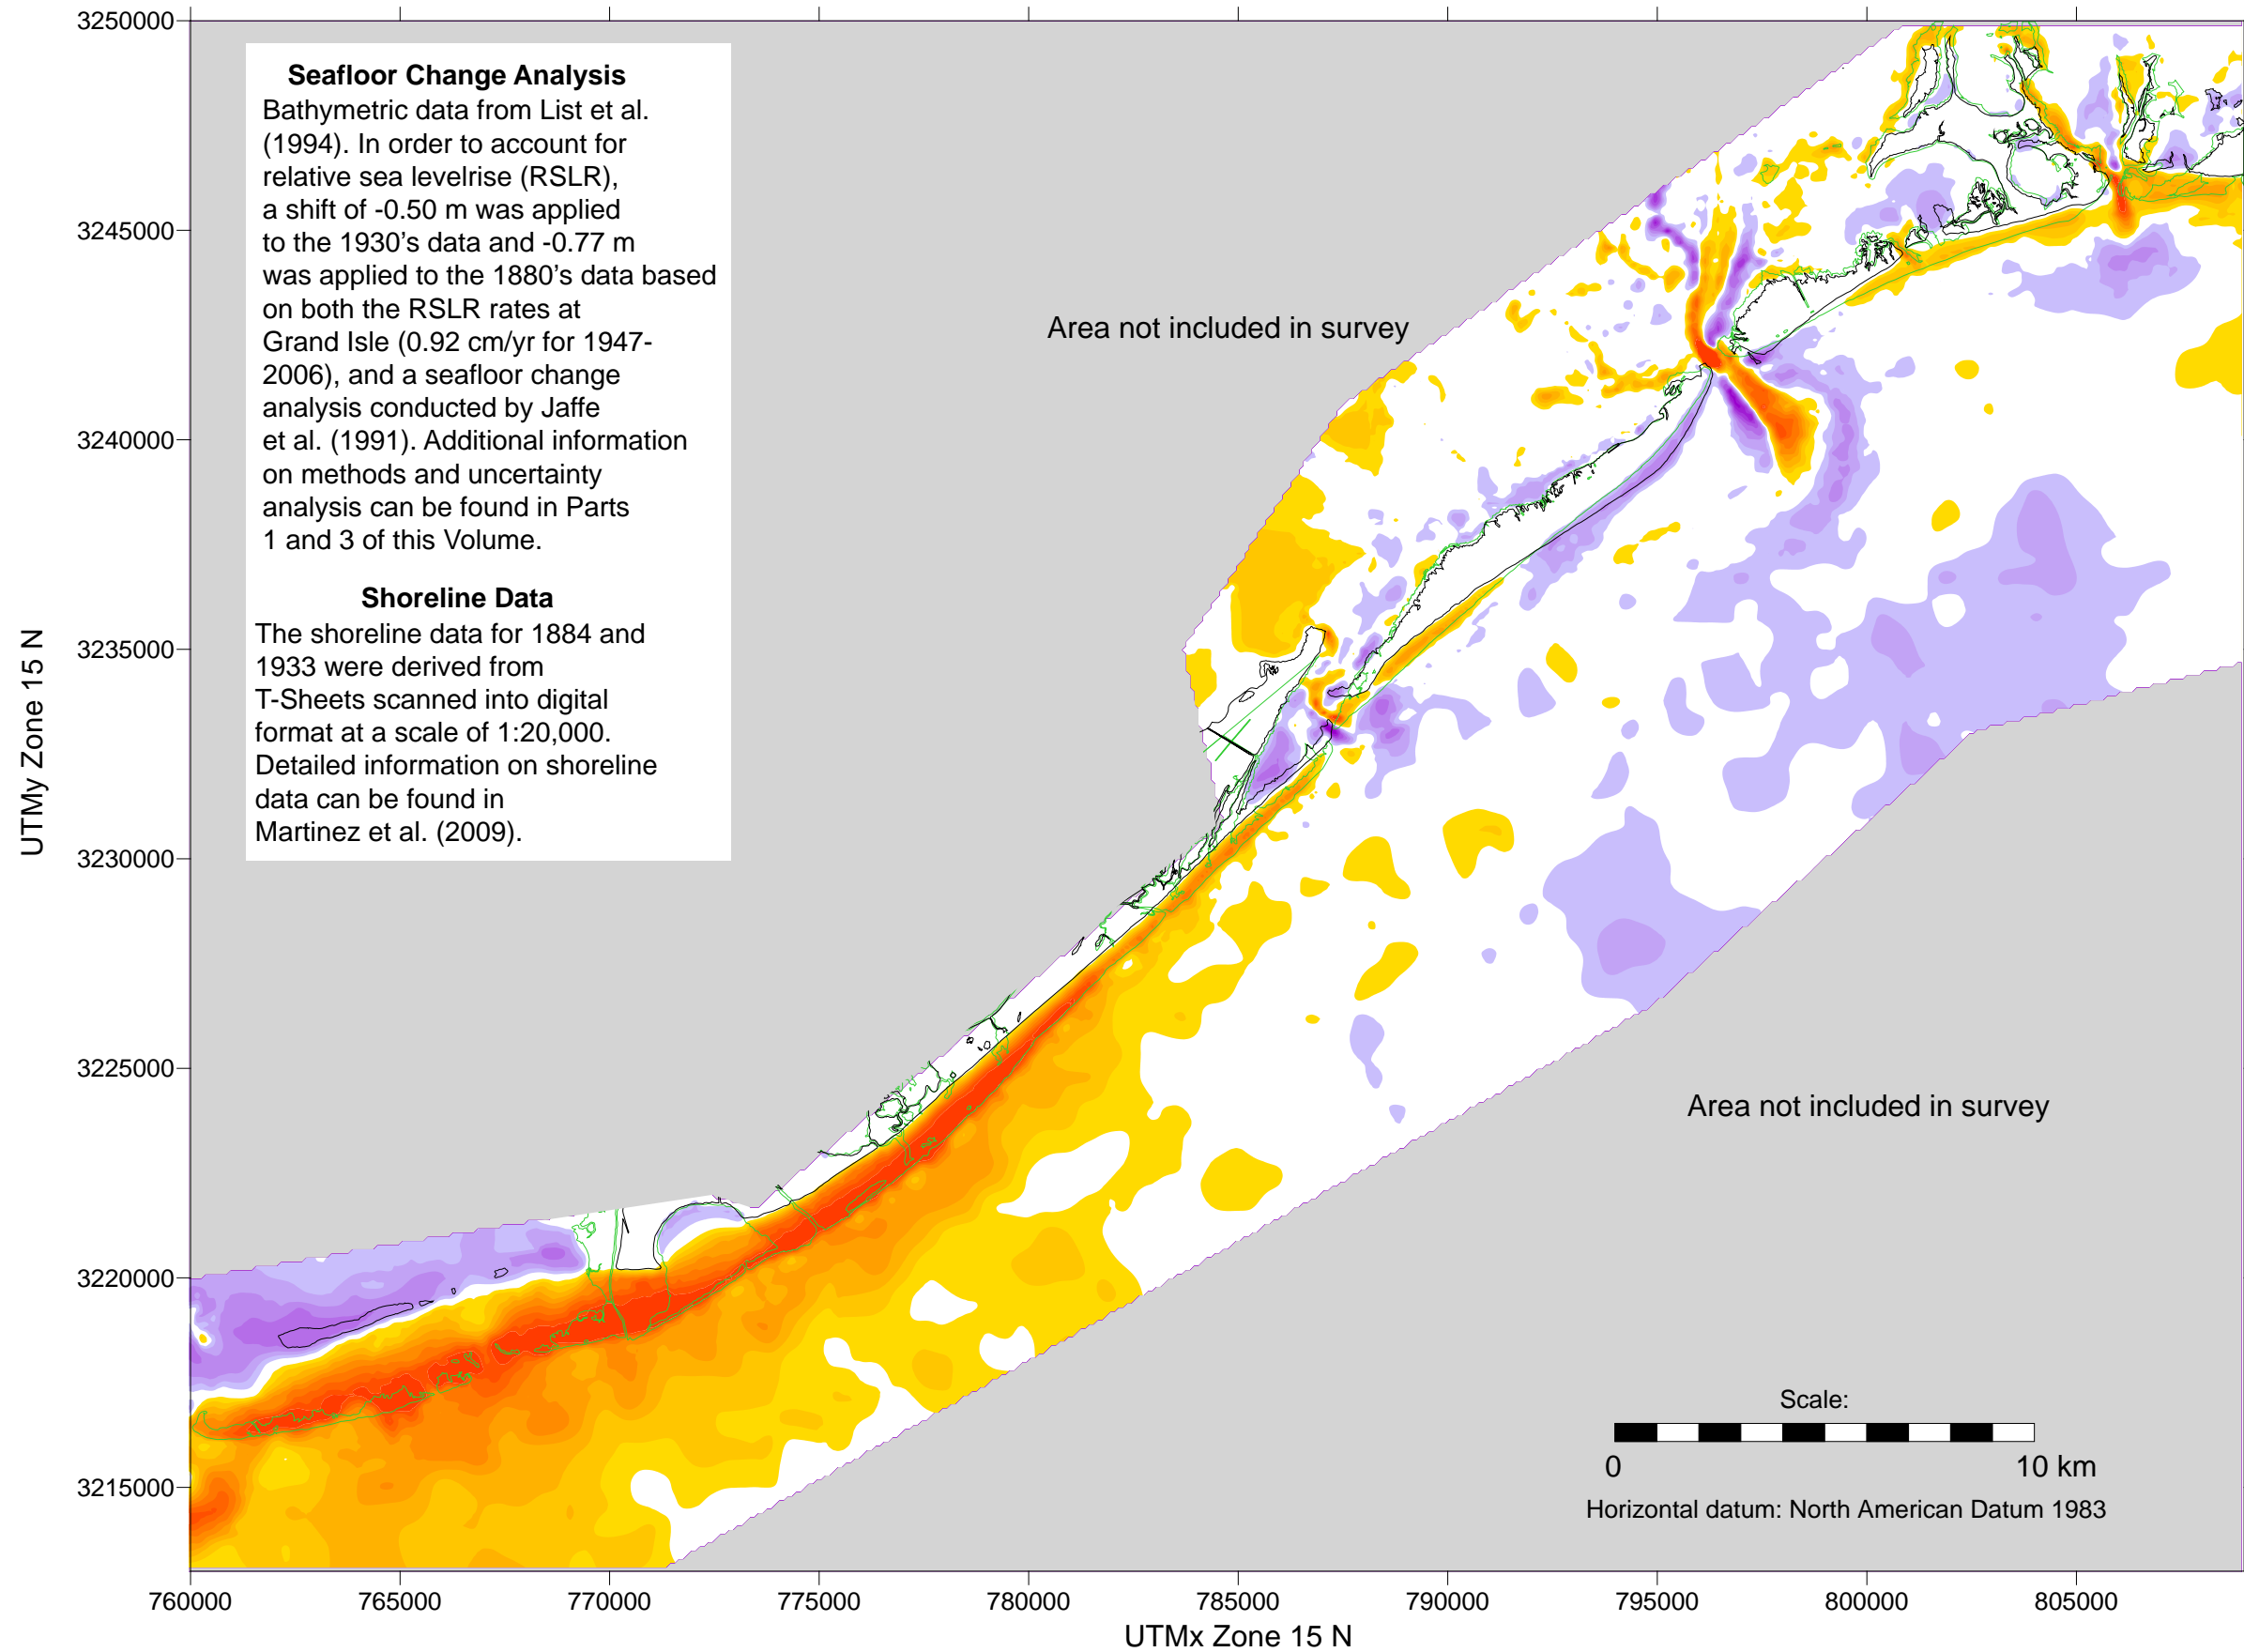 Seafloor Change Analysis
Bathymetric data from List et al.
(1994). In order to account for
relative sea levelrise (RSLR),
a shift of -0.50 m was applied
to the 1930's data and -0.77 m
was applied to the 1880's data based
on both the RSLR rates at
Grand Isle (0.92 cm/yr for 1947-
2006), and a seafloor change
analysis conducted by Jaffe
et al. (1991). Additional information
on methods and uncertainty
analysis can be found in Parts
1 and 3 of this Volume.
Shoreline Data
The shoreline data for 1884 and
1933 were derived from
T-Sheets scanned into digital
format at a scale of 1:20,000.
Detailed information on shoreline
data can be found in
Martinez et al. (2009).
Area not included in survey
Area not included in survey
Scale:
0 10 km
Horizontal datum: North American Datum 1983
UTMy Zone 15 N
3250000
3245000
3240000
3235000
3230000
3225000
3220000
3215000
760000 765000 770000 775000 780000 785000 790000 795000 800000 805000
UTMx Zone 15 N